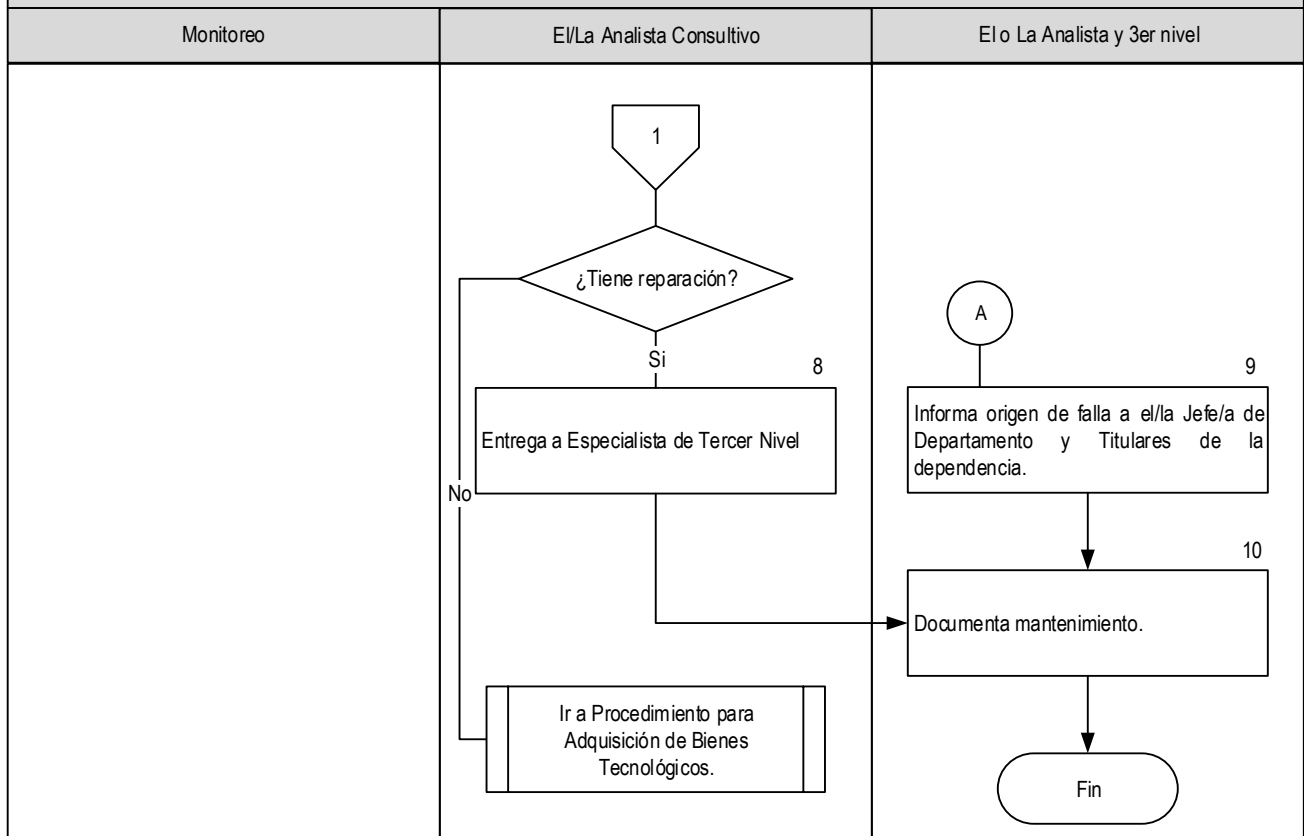 Monitoreo
El/La Analista Consultivo
El o La Analista y 3er nivel
1
¿Tiene reparación?
Si
No
8
Entrega a Especialista de Tercer Nivel
Ir a Procedimiento para
Adquisición de Bienes
Tecnológicos.
A
9
Informa origen de falla a el/la Jefe/a de
Departamento y Titulares de la
dependencia.
10
Documenta mantenimiento.
Fin